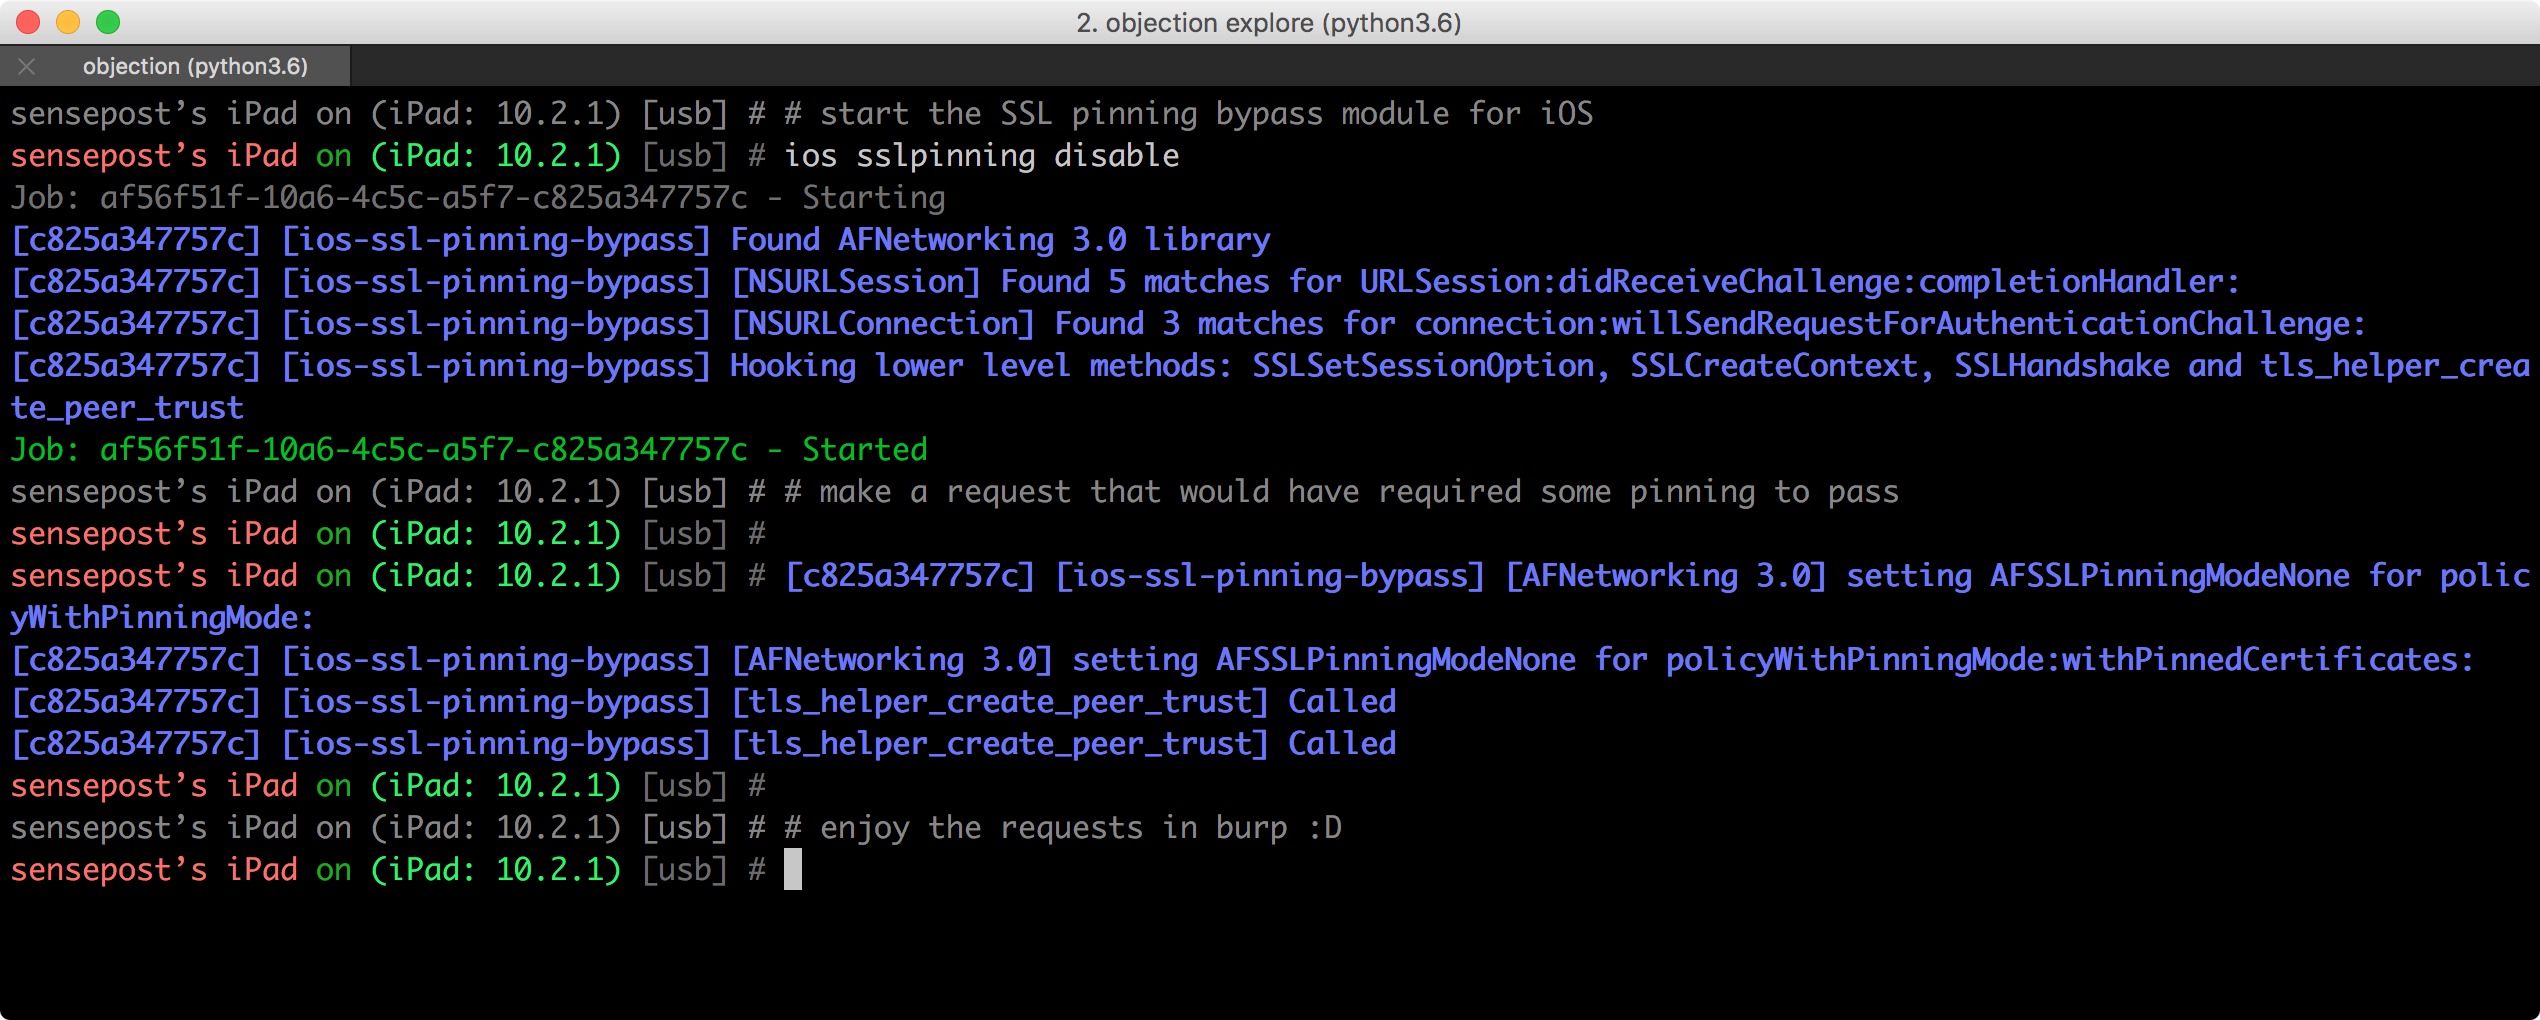 2. objection explore (python3.6)
objection (python3.6)
sensepost’s iPad on (iPad: 10.2.1) [usb] # # start the SSL pinning bypass module for iOS
sensepost’s iPad on (iPad: 10.2.1) [usb] # ios sslpinning disable
Job: af56f51f-10a6-4c5c-a5f7-c825a347757c - Starting
[c825a347757c] [ios-ssl-pinning-bypass] Found AFNetworking 3.0 library
[c825a347757c] [ios-ssl-pinning-bypass] [NSURLSession] Found 5 matches for URLSession:didReceiveChallenge:completionHandler:
[c825a347757c] [ios-ssl-pinning-bypass] [NSURLConnection] Found 3 matches for connection:willSendRequestForAuthenticationChallenge:
[c825a347757c] [ios-ssl-pinning-bypass] Hooking lower level methods: SSLSetSessionOption, SSLCreateContext, SSLHandshake and tls_helper_crea
te_peer_trust
Job: af56f51f-10a6-4c5c-a5f7-c825a347757c - Started
sensepost’s iPad on (iPad: 10.2.1) [usb] # # make a request that would have required some pinning to pass
sensepost’s iPad on (iPad: 10.2.1) [usb] #
sensepost’s iPad on (iPad: 10.2.1) [usb] # [c825a347757c] [ios-ssl-pinning-bypass] [AFNetworking 3.0] setting AFSSLPinningModeNone for polic
yWithPinningMode:
[c825a347757c] [ios-ssl-pinning-bypass] [AFNetworking 3.0] setting AFSSLPinningModeNone for policyWithPinningMode:withPinnedCertificates:
[c825a347757c] [ios-ssl-pinning-bypass] [tls_helper_create_peer_trust] Called
[c825a347757c] [ios-ssl-pinning-bypass] [tls_helper_create_peer_trust] Called
sensepost’s iPad on (iPad: 10.2.1) [usb] #
sensepost’s iPad on (iPad: 10.2.1) [usb] # # enjoy the requests in burp :D
sensepost’s iPad on (iPad: 10.2.1) [usb] #